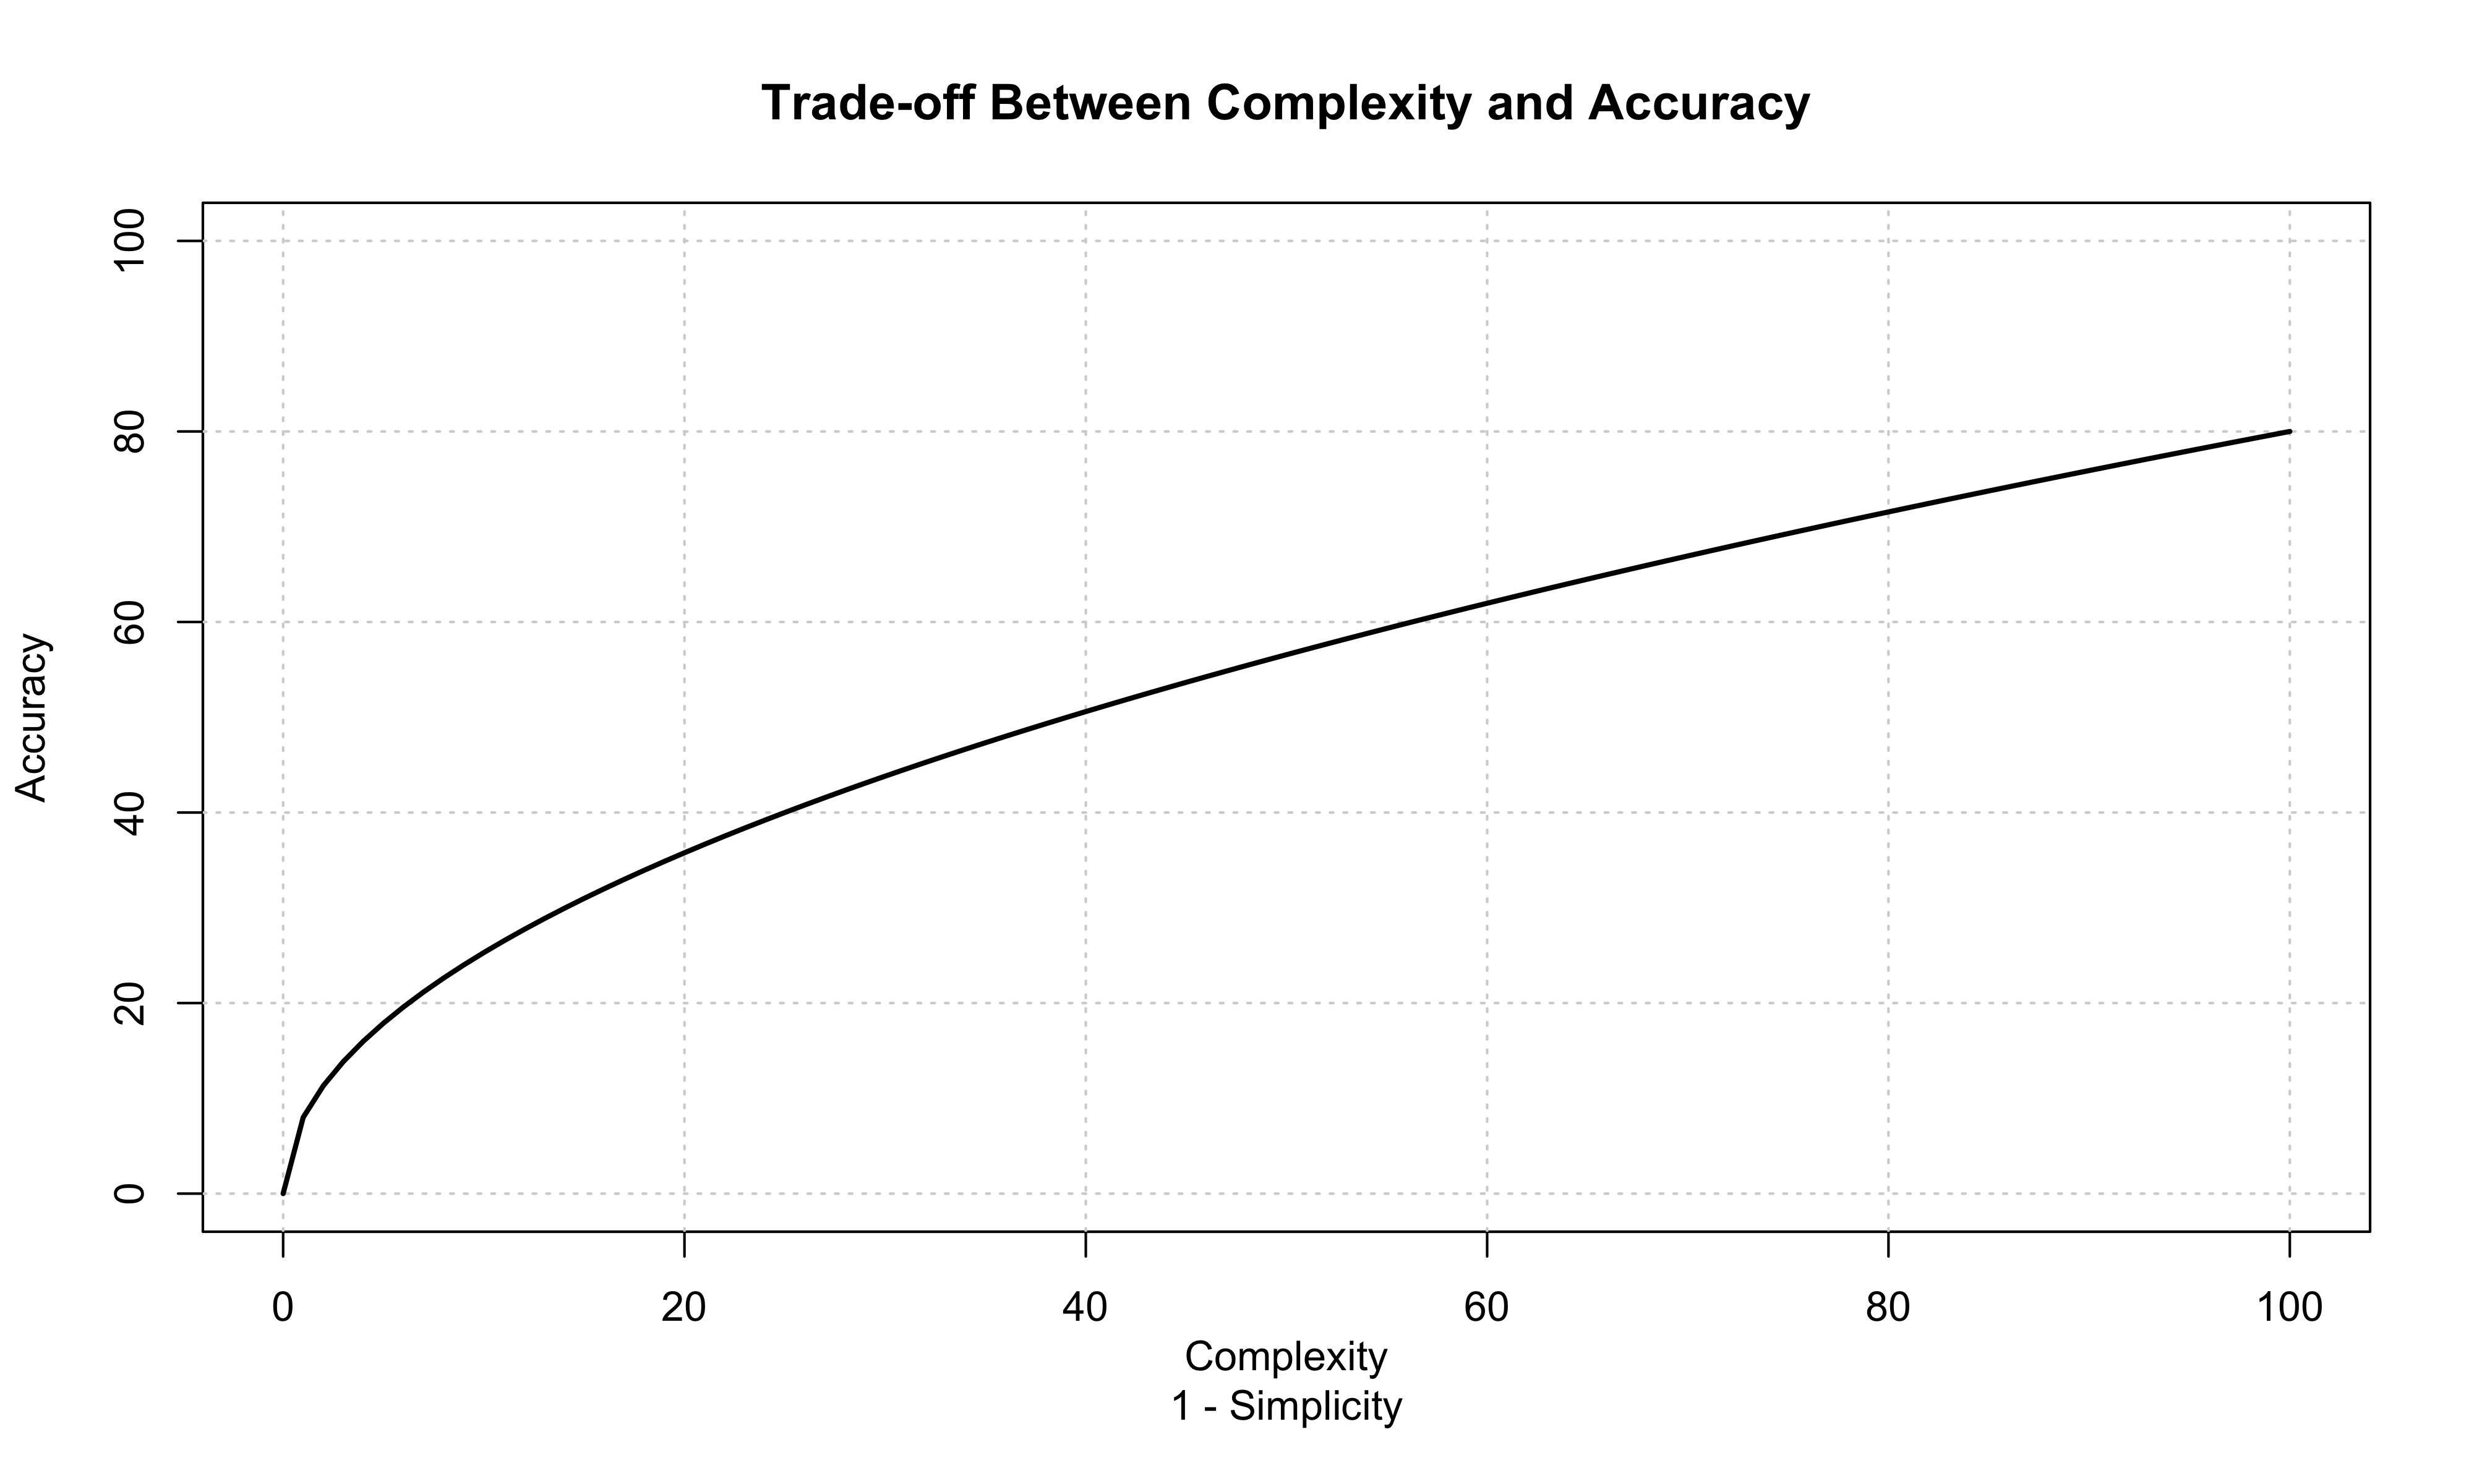 Trade-off Between Complexity and Accuracy
100
80
60
40
20
0
Accuracy
0 20 40 60 80 100
Complexity
1 - Simplicity